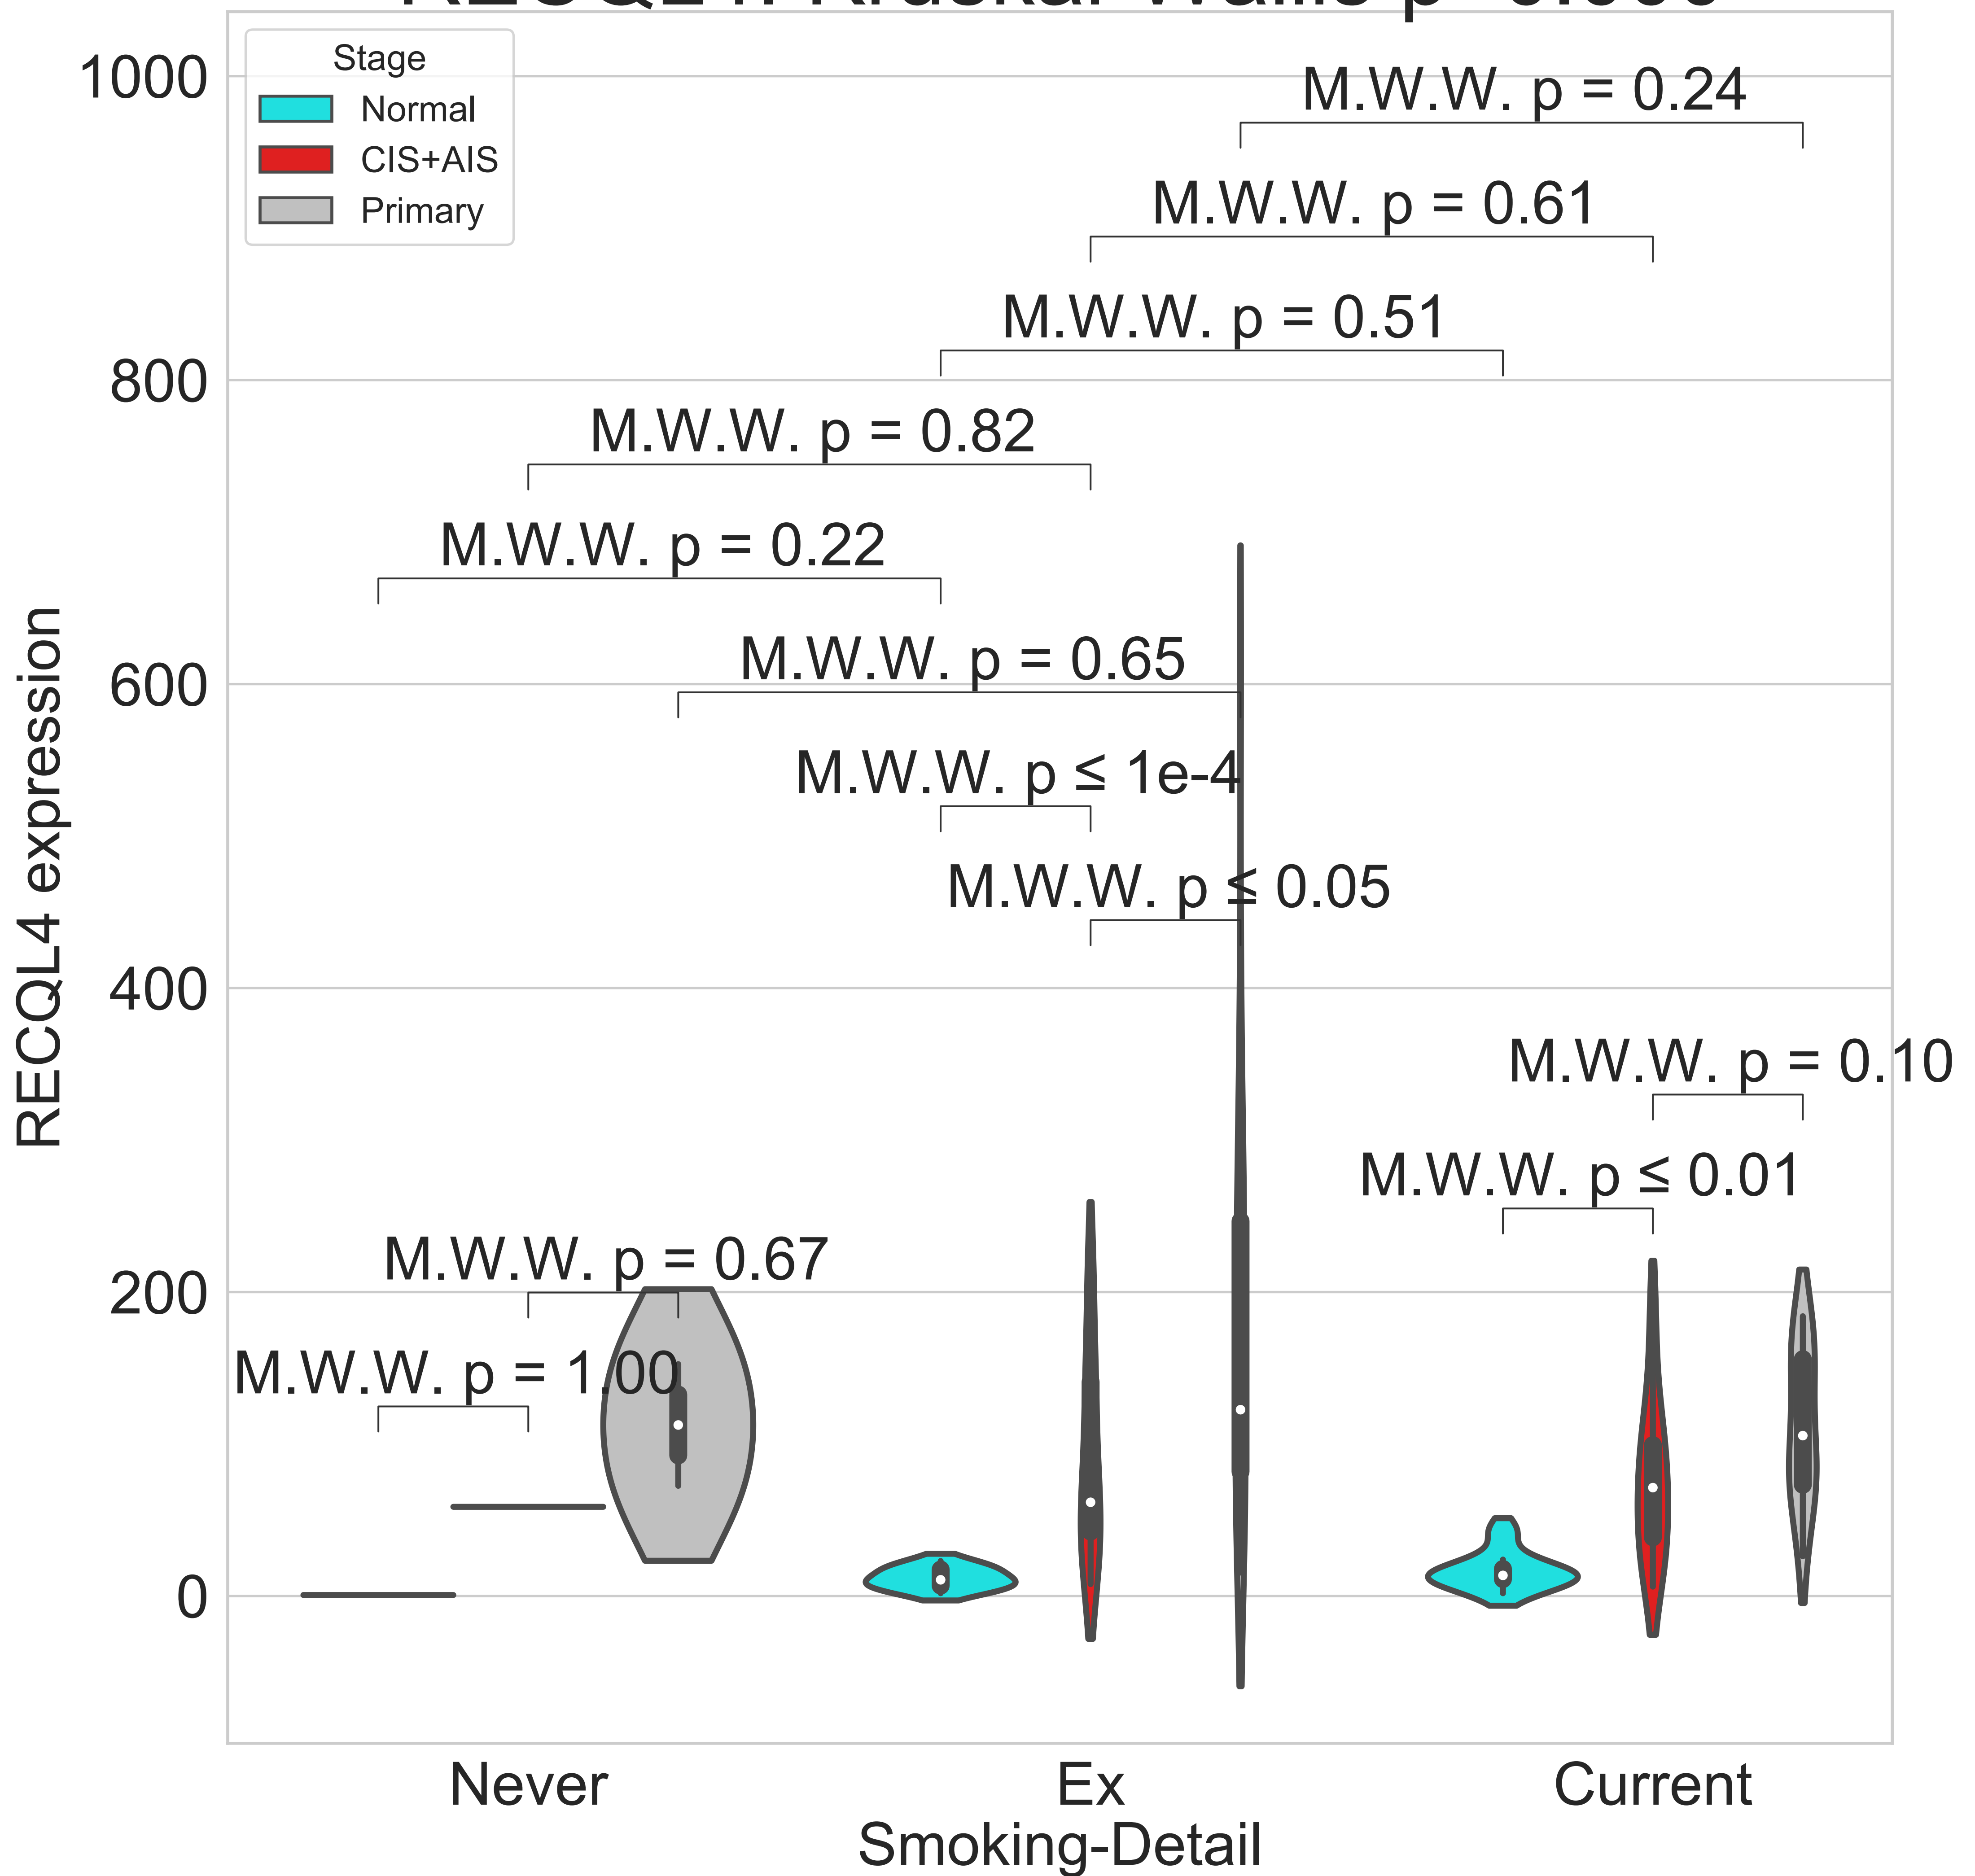 Stage
Normal
CIS+AIS
Primary
M.W.W. p = 0.24
M.W.W. p = 0.61
M.W.W. p = 0.51
M.W.W. p = 0.82
M.W.W. p = 0.22
M.W.W. p = 0.65
M.W.W. p ≤ 1e-4
M.W.W. p ≤ 0.05
M.W.W. p = 0.10
M.W.W. p ≤ 0.01
M.W.W. p = 0.67
M.W.W. p = 1.00
1000
800
600
400
200
0
RECQL4 expression
Never
Ex
Current
Smoking-Detail